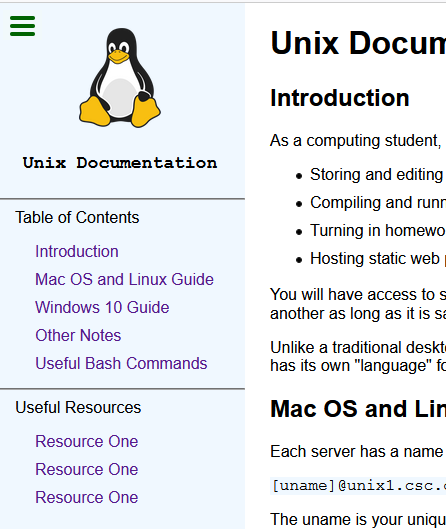 Unix Documentation
Table of Contents
Introduction
Mac OS and Linux Guide
Windows 10 Guide
Other Notes
Useful Bash Commands
Useful Resources
Resource One
Resource One
Resource One
Unix Docum
Introduction
As a computing student,
Storing and editing
Compiling and runn
Turning in homewo
Hosting static web
You will have access to s
another as long as it is sa
Unlike a traditional deskt
has its own "language" fo
Mac OS and Lin
Each server has a name
[uname]@unix1.csc.c
The uname is your uniqu